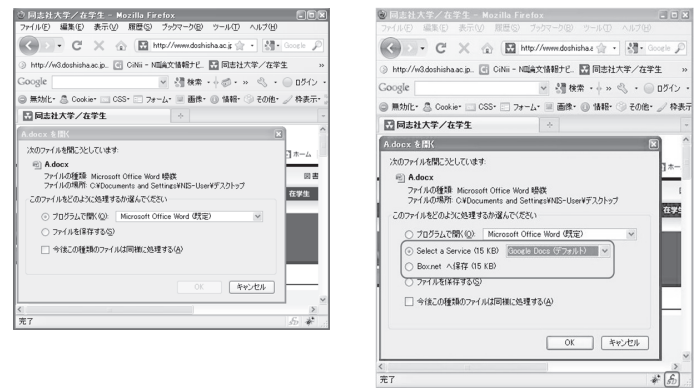 同志社大学／在学生 - Mozilla Firefox
ファイル(F) 編集(E) 表示(V) 履歴(S) ブックマーク(B) ツール(T) ヘルプ(H)
http://www.doshisha.ac.jp
Google
http://w3.doshisha.ac.jp... CiNii - NII論文情報ナビ... 同志社大学／在学生 »
Google 検索 » ログイン
無効化 Cookie CSS フォーム 画像 情報 その他 枠表示
同志社大学／在学生
A.docx を開く
ホーム
次のファイルを開こうとしています:
A.docx
図書
ファイルの種類: Microsoft Office Word 文書
ファイルの場所: C:¥Documents and Settings¥NIS-User¥デスクトップ
在学生
このファイルをどのように処理するか選んでください
プログラムで開く(O): Microsoft Office Word (既定)
ファイルを保存する(S)
今後この種類のファイルは同様に処理する(A)
OK キャンセル
完了
同志社大学／在学生 - Mozilla Firefox
ファイル(F) 編集(E) 表示(V) 履歴(S) ブックマーク(B) ツール(T) ヘルプ(H)
http://www.doshisha.a
Google
http://w3.doshisha.ac.jp... CiNii - NII論文情報ナビ... 同志社大学／在学生 »
Google 検索 » ログイン
無効化 Cookie CSS フォーム 画像 情報 その他 枠表示
同志社大学／在学生
A.docx を開く
次のファイルを開こうとしています:
ホーム
A.docx
ファイルの種類: Microsoft Office Word 文書
ファイルの場所: C:¥Documents and Settings¥NIS-User¥デスクトップ
在学
このファイルをどのように処理するか選んでください
プログラムで開く(O): Microsoft Office Word (既定)
Select a Service (15 KB) Google Docs (デフォルト)
Box.net へ保存 (15 KB)
ファイルを保存する(S)
今後この種類のファイルは同様に処理する(A)
OK キャンセル
完了